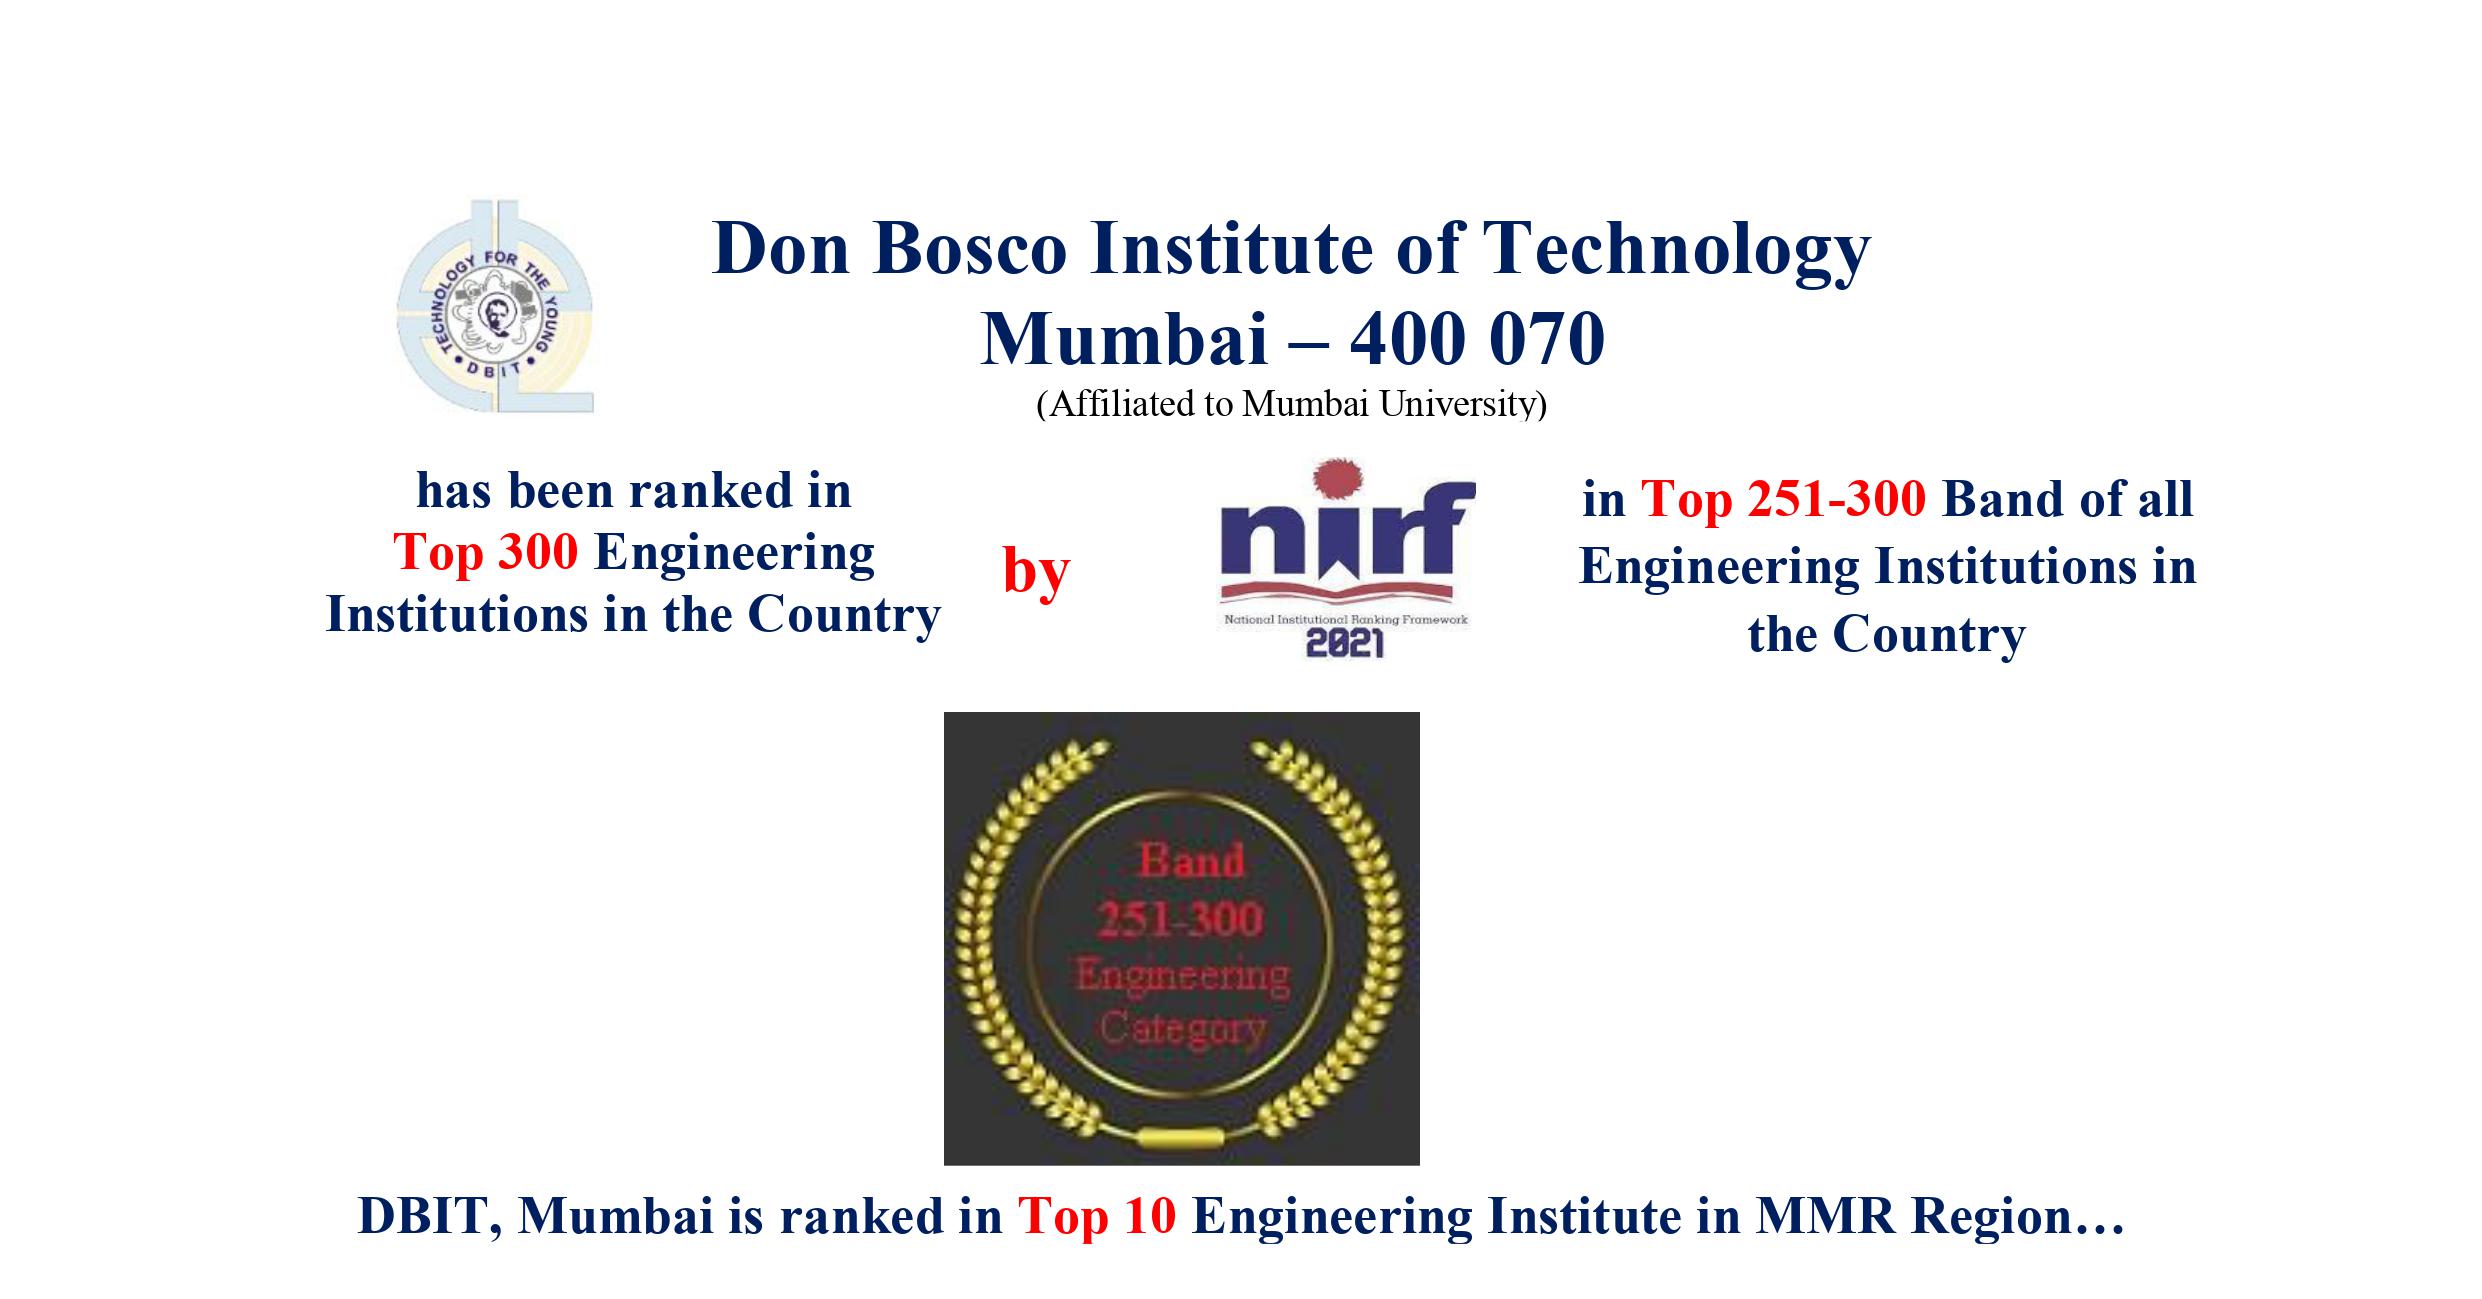 TECHNOLOGY FOR THE YOUNG
• DBIT •
Don Bosco Institute of Technology
Mumbai – 400 070
(Affiliated to Mumbai University)
has been ranked in
Top 300 Engineering
Institutions in the Country
by
nirf
National Institutional Ranking Framework
2021
in Top 251-300 Band of all
Engineering Institutions in
the Country
Band
251-300
Engineering
Category
DBIT, Mumbai is ranked in Top 10 Engineering Institute in MMR Region…